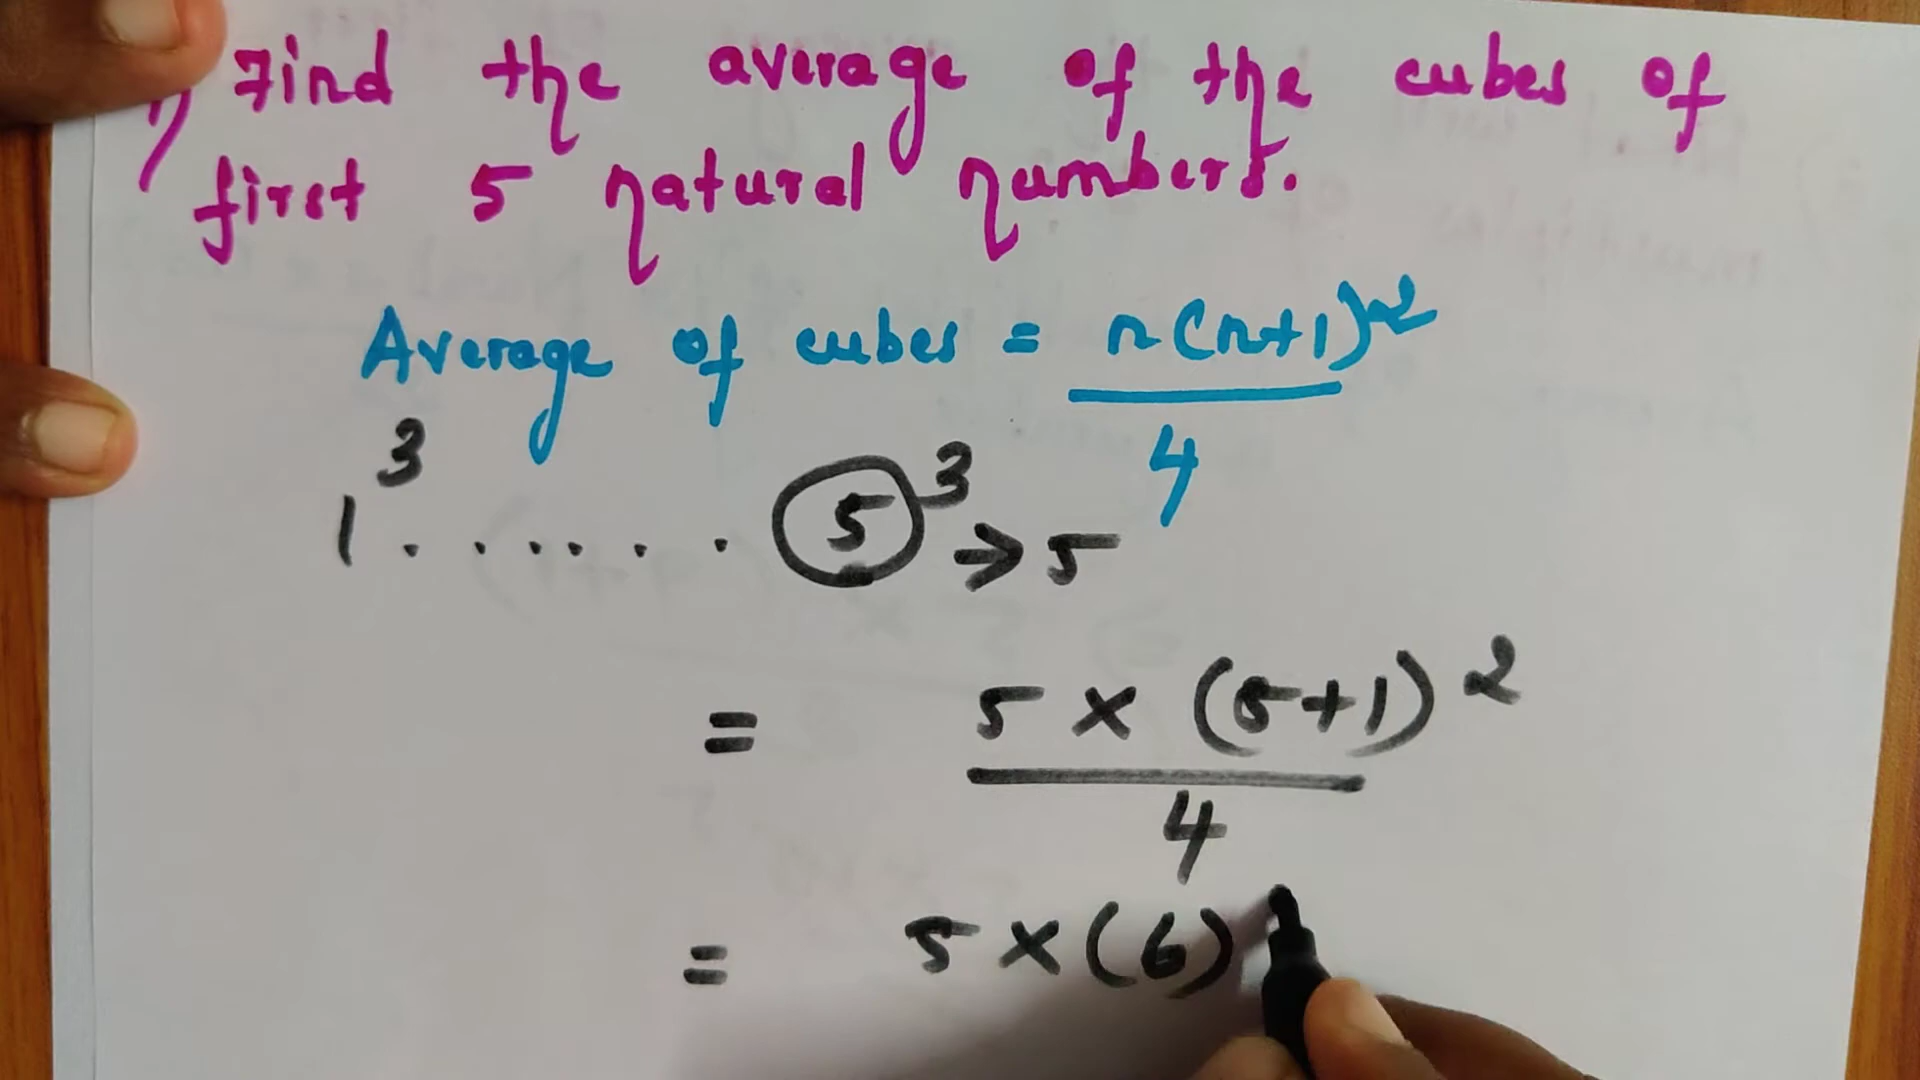 1) Find the average of the cubes of
first 5 natural numbers.
Average of cubes = n(n+1)²
4
1³ . . . . . . . 5³ → 5
= 5 × (5+1)²
4
= 5 × (6)